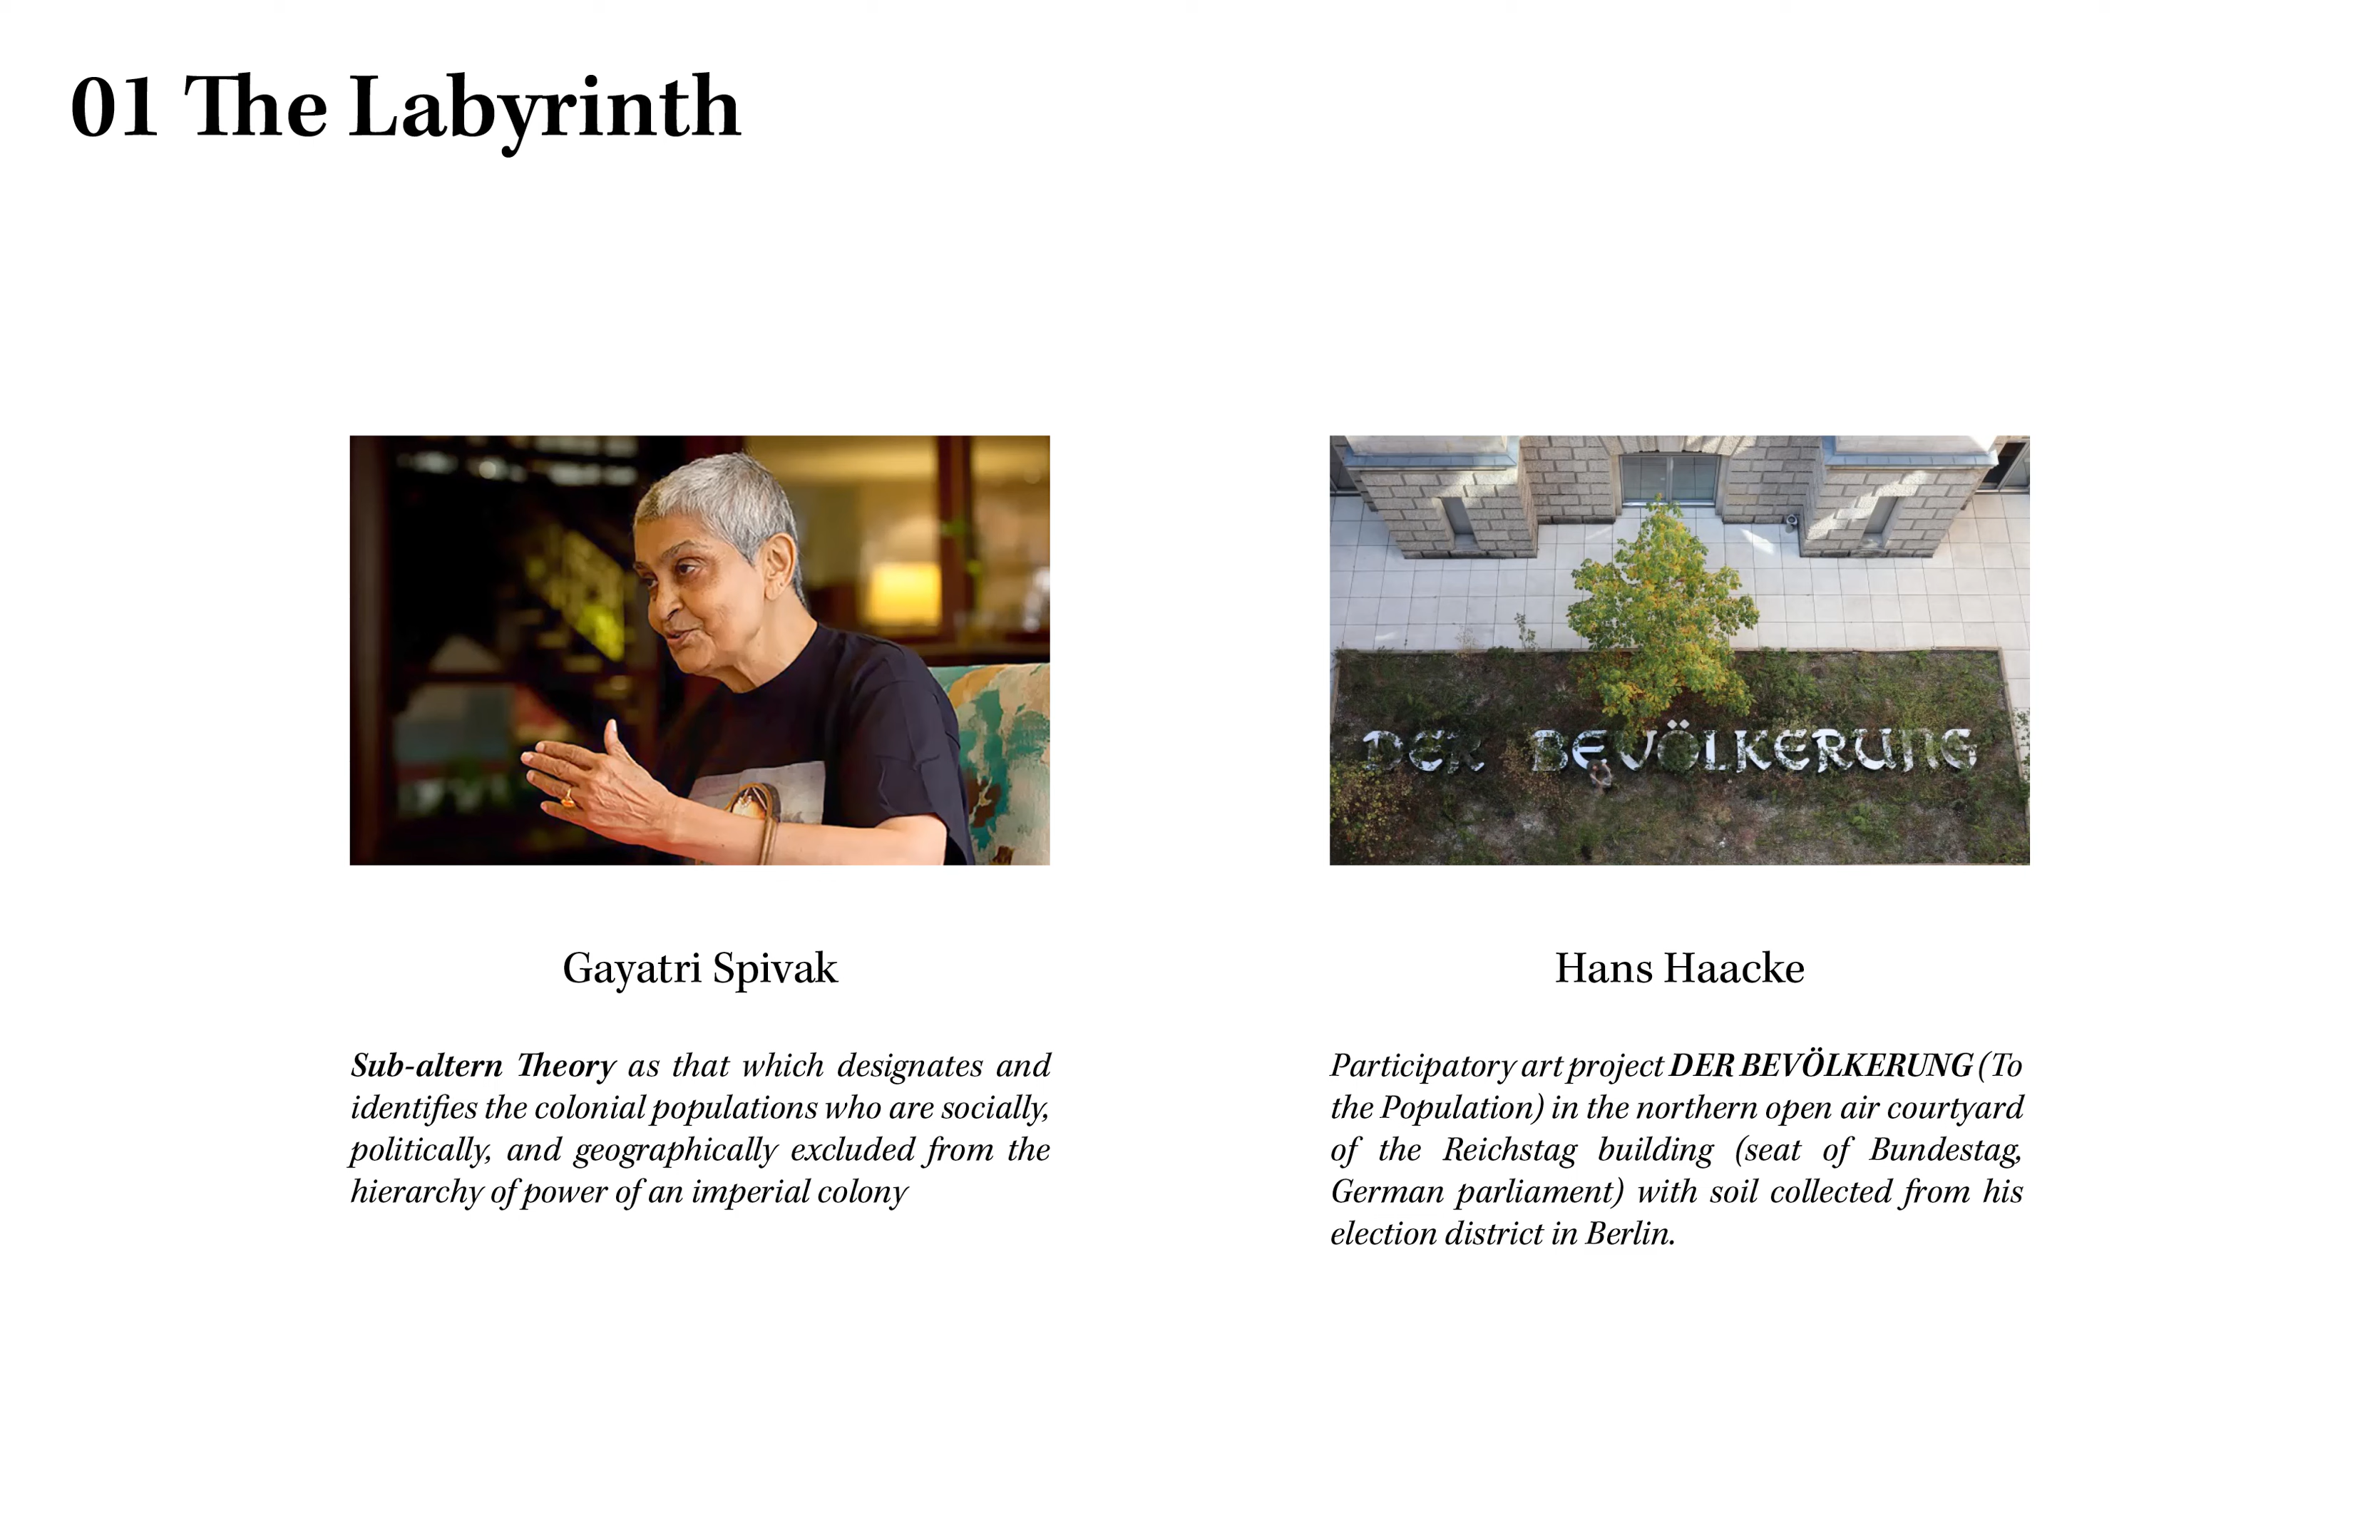 01 The Labyrinth
DER BEVÖLKERUNG
Gayatri Spivak
Sub-altern Theory as that which designates and
identifies the colonial populations who are socially,
politically, and geographically excluded from the
hierarchy of power of an imperial colony
Hans Haacke
Participatory art project DER BEVÖLKERUNG (To
the Population) in the northern open air courtyard
of the Reichstag building (seat of Bundestag,
German parliament) with soil collected from his
election district in Berlin.